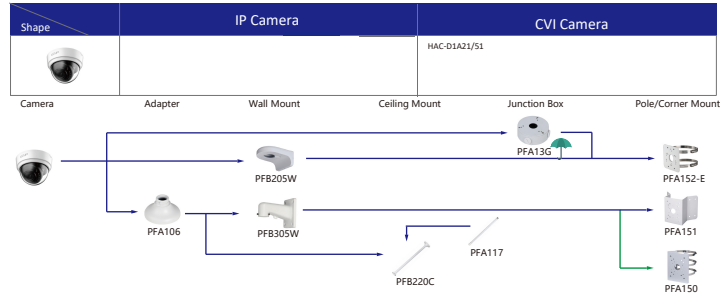 Shape IP Camera CVI Camera
HAC-D1A21/51
Camera Adapter Wall Mount Ceiling Mount Junction Box Pole/Corner Mount
PFA13G
PFB205W PFA152-E
PFA106 PFB305W PFA151
PFA117
PFB220C
PFA150